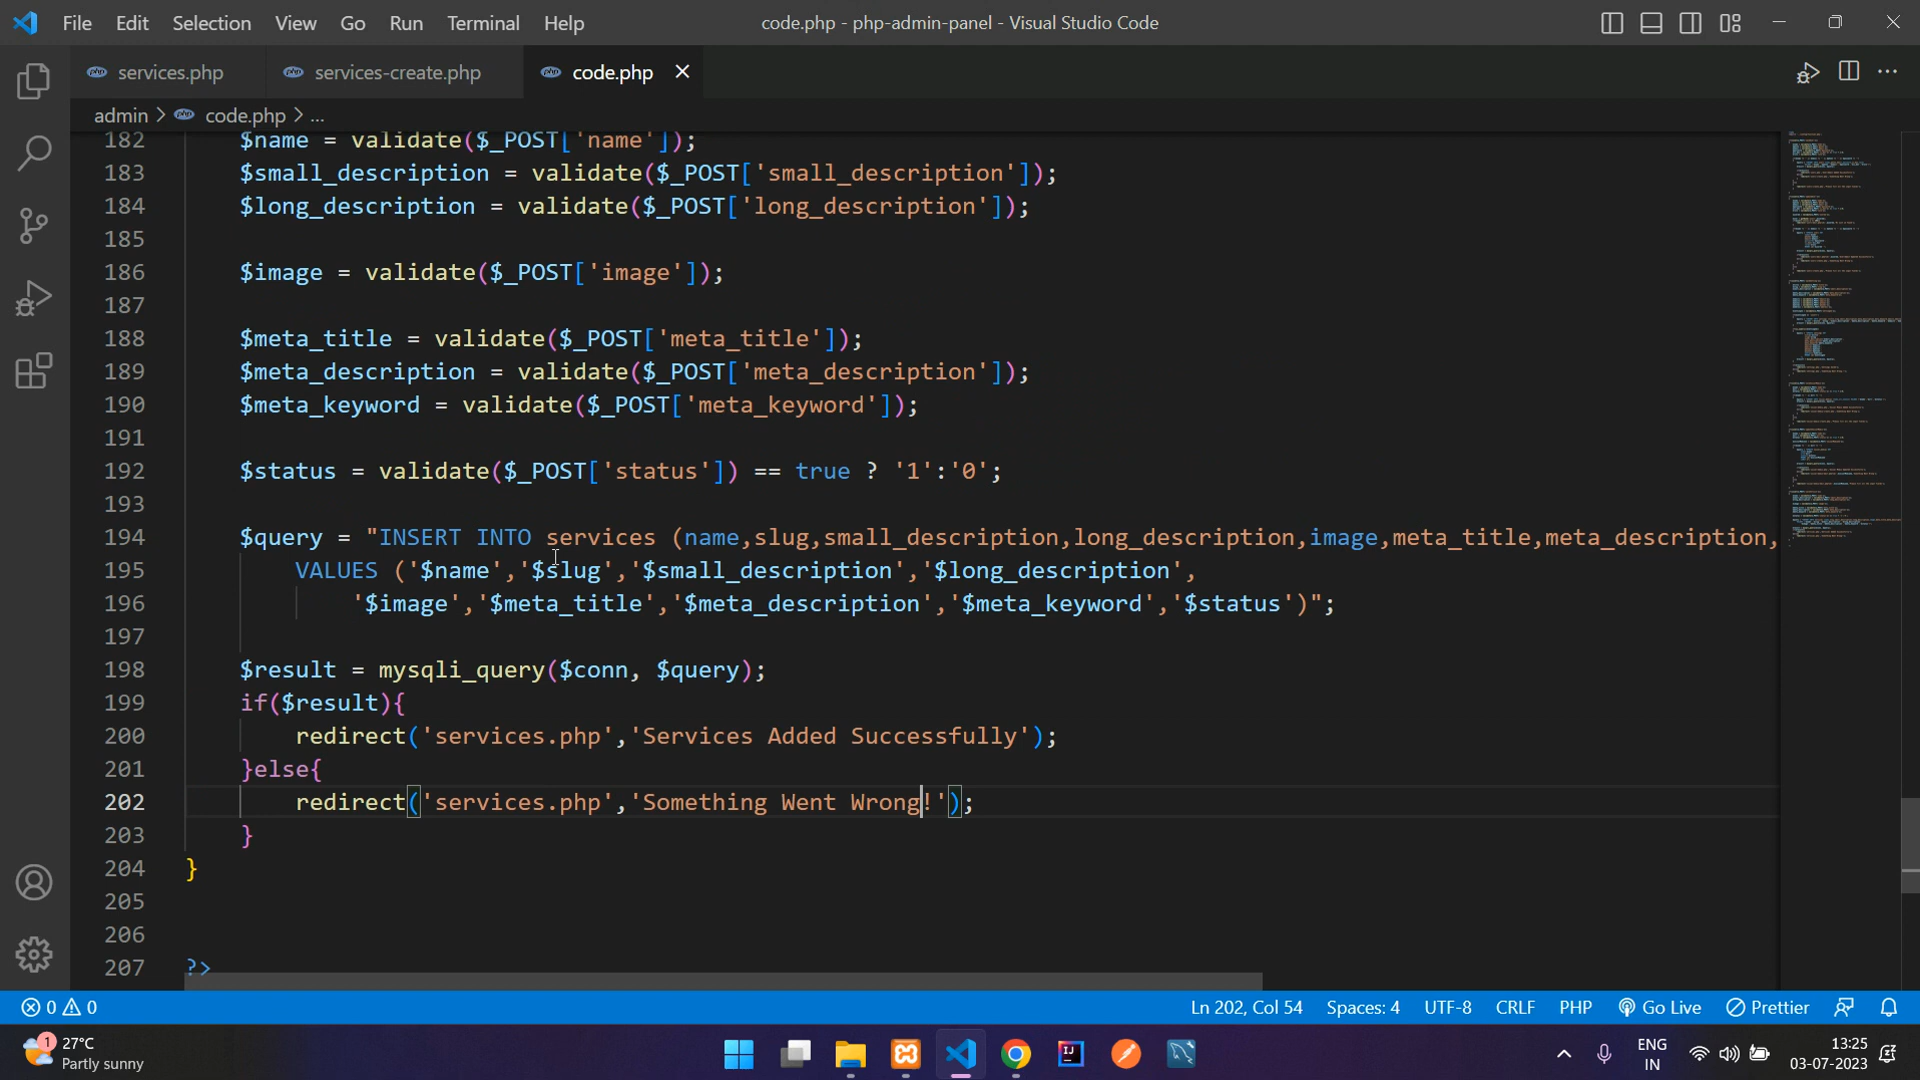 File Edit Selection View Go Run Terminal Help
code.php - php-admin-panel - Visual Studio Code
services.php services-create.php code.php
admin > code.php > ...
182 $name = validate($_POST['name']);
183 $small_description = validate($_POST['small_description']);
184 $long_description = validate($_POST['long_description']);
185
186 $image = validate($_POST['image']);
187
188 $meta_title = validate($_POST['meta_title']);
189 $meta_description = validate($_POST['meta_description']);
190 $meta_keyword = validate($_POST['meta_keyword']);
191
192 $status = validate($_POST['status']) == true ? '1':'0';
193
194 $query = "INSERT INTO services (name,slug,small_description,long_description,image,meta_title,meta_description,
195 VALUES ('$name','$slug','$small_description','$long_description',
196 '$image','$meta_title','$meta_description','$meta_keyword','$status')";
197
198 $result = mysqli_query($conn, $query);
199 if($result){
200 redirect('services.php','Services Added Successfully');
201 }else{
202 redirect('services.php','Something Went Wrong!');
203 }
204 }
205
206
207 ?>
0 0 Ln 202, Col 54 Spaces: 4 UTF-8 CRLF PHP Go Live Prettier
1 27°C
Partly sunny
ENG
IN
13:25
03-07-2023